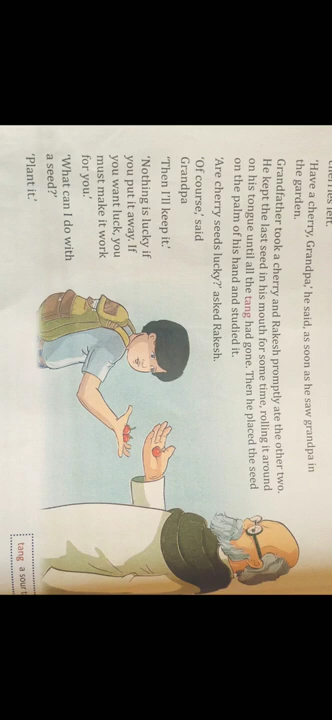 cherries left.
'Have a cherry, Grandpa,' he said, as soon as he saw grandpa in
the garden.
Grandfather took a cherry and Rakesh promptly ate the other two.
He kept the last seed in his mouth for some time, rolling it around
on his tongue until all the tang had gone. Then he placed the seed
on the palm of his hand and studied it.
'Are cherry seeds lucky?' asked Rakesh.
'Of course,' said
Grandpa
'Then I'll keep it.'
'Nothing is lucky if
you put it away. If
you want luck, you
must make it work
for you.'
'What can I do with
a seed?'
'Plant it.'
tang a sour